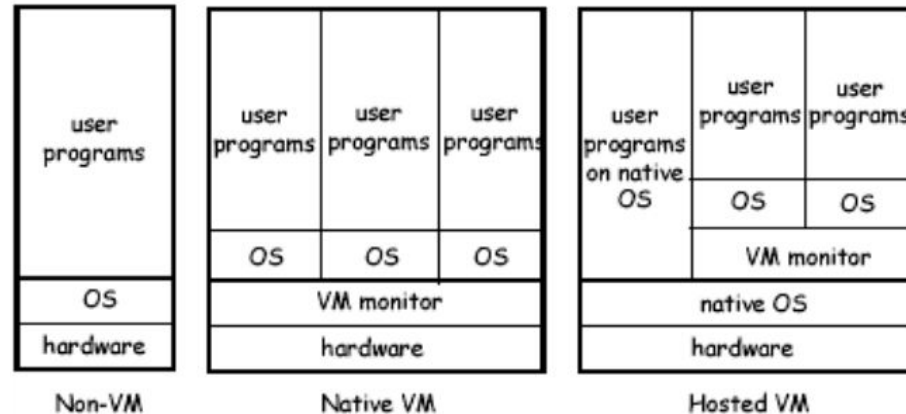 user
programs
OS
hardware
Non-VM
user
programs
user
programs
user
programs
OS
OS
OS
VM monitor
hardware
Native VM
user
programs
on native
OS
user
programs
user
programs
OS
OS
VM monitor
native OS
hardware
Hosted VM